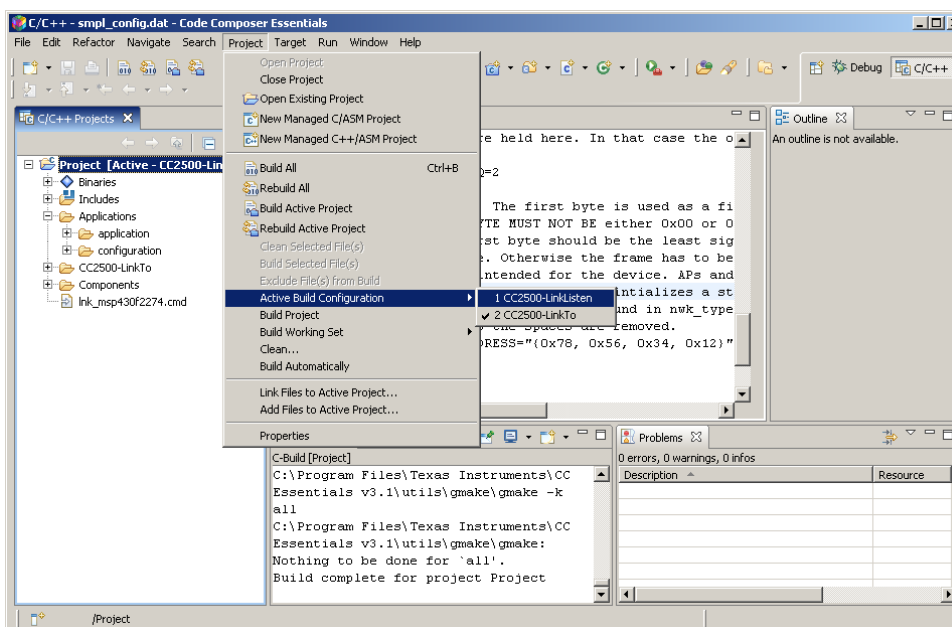 C/C++ - smpl_config.dat - Code Composer Essentials
File Edit Refactor Navigate Search Project Target Run Window Help
Debug C/C++
C/C++ Projects
Project [Active - CC2500-Lin
Binaries
Includes
Applications
application
configuration
CC2500-LinkTo
Components
lnk_msp430f2274.cmd
Open Project
Close Project
Open Existing Project
New Managed C/ASM Project
New Managed C++/ASM Project
Build All Ctrl+B
Rebuild All
Build Active Project
Rebuild Active Project
Clean Selected File(s)
Build Selected File(s)
Exclude File(s) from Build
Active Build Configuration
Build Project
Build Working Set
Clean...
Build Automatically
Link Files to Active Project...
Add Files to Active Project...
Properties
1 CC2500-LinkListen
2 CC2500-LinkTo
re held here. In that case the o
Q=2
The first byte is used as a fi
YTE MUST NOT BE either 0x00 or 0
st byte should be the least sig
. Otherwise the frame has to be
intended for the device. APs and
intializes a st
und in nwk_type
the spaces are removed.
RESS="{0x78, 0x56, 0x34, 0x12}"
Outline
An outline is not available.
C-Build [Project]
C:\Program Files\Texas Instruments\CC
Essentials v3.1\utils\gmake\gmake -k
all
C:\Program Files\Texas Instruments\CC
Essentials v3.1\utils\gmake\gmake:
Nothing to be done for `all'.
Build complete for project Project
Problems
0 errors, 0 warnings, 0 infos
Description Resource
/Project